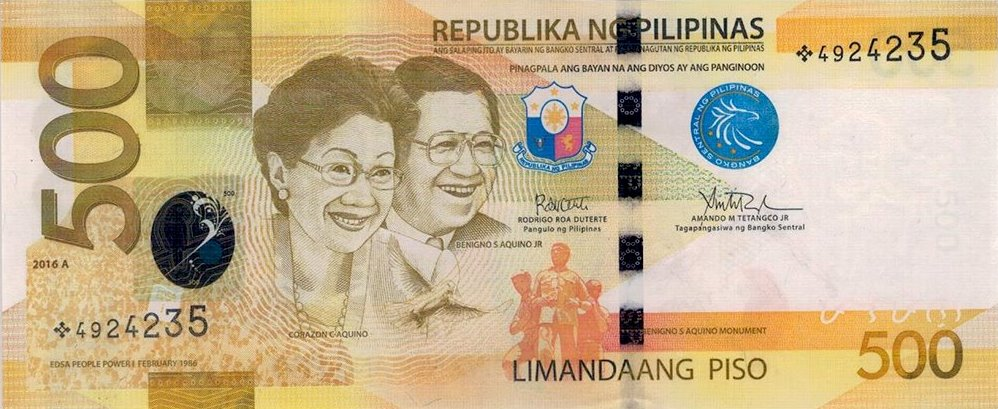 500
REPUBLIKA NG PILIPINAS
ANG SALAPING ITO AY BAYARIN NG BANGKO SENTRAL AT PINANAGUTAN NG REPUBLIKA NG PILIPINAS
PINAGPALA ANG BAYAN NA ANG DIYOS AY ANG PANGINOON
4924235
REPUBLIKA NG PILIPINAS
BANGKO SENTRAL NG PILIPINAS
500
RODRIGO ROA DUTERTE
Pangulo ng Pilipinas
AMANDO M TETANGCO JR
Tagapangasiwa ng Bangko Sentral
BENIGNO S AQUINO JR
2016 A
500
4924235
CORAZON C AQUINO
BENIGNO S AQUINO MONUMENT
EDSA PEOPLE POWER I FEBRUARY 1986
LIMANDAANG PISO
500